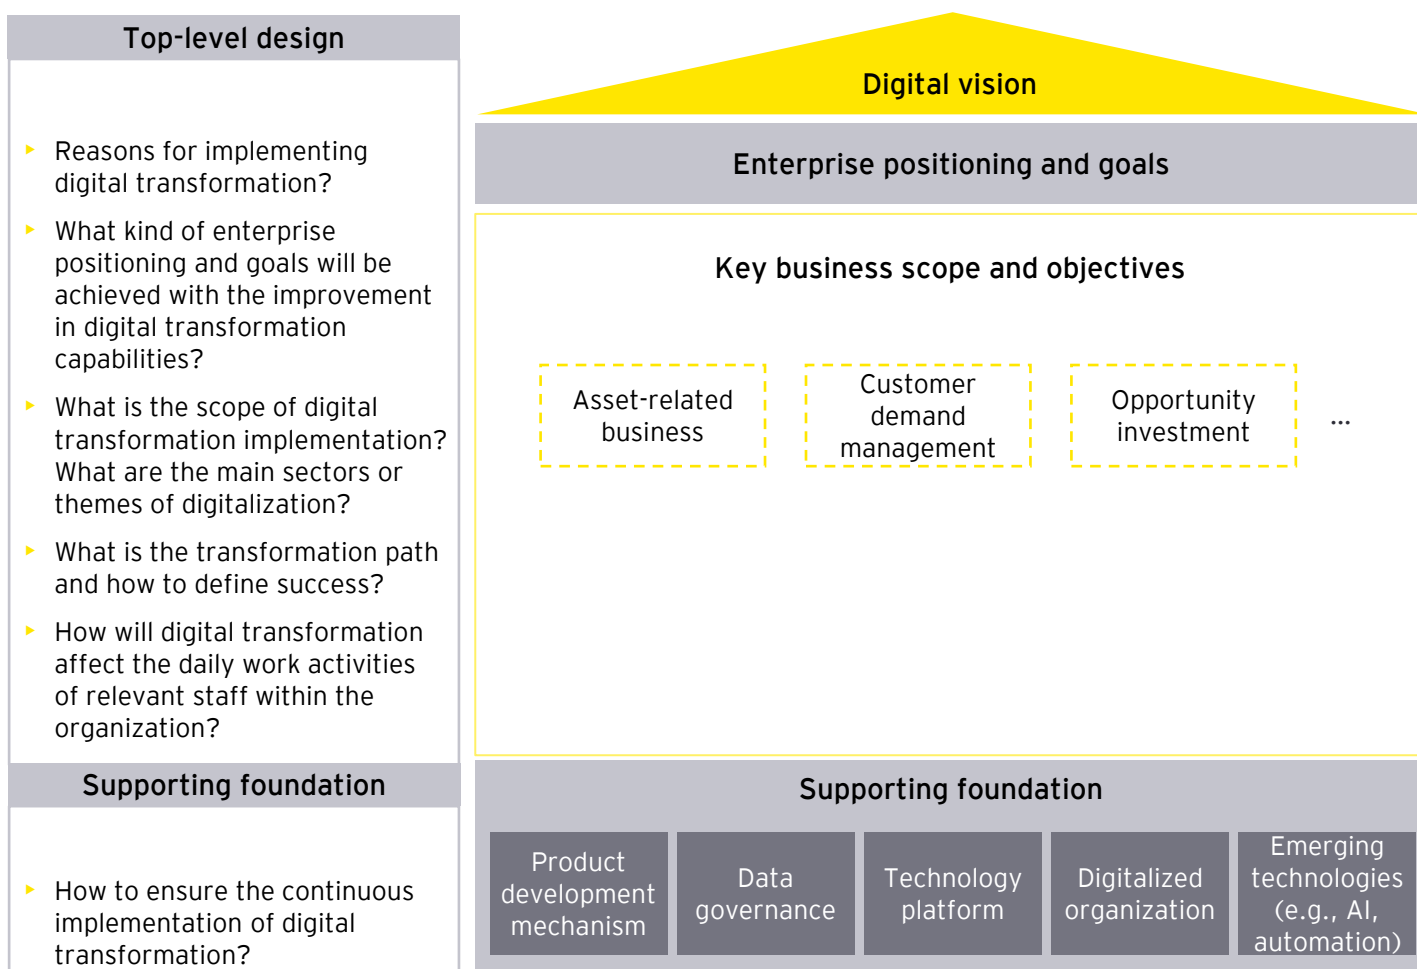 Top-level design
Reasons for implementing
digital transformation?
What kind of enterprise
positioning and goals will be
achieved with the improvement
in digital transformation
capabilities?
What is the scope of digital
transformation implementation?
What are the main sectors or
themes of digitalization?
What is the transformation path
and how to define success?
How will digital transformation
affect the daily work activities
of relevant staff within the
organization?
Supporting foundation
How to ensure the continuous
implementation of digital
transformation?
Digital vision
Enterprise positioning and goals
Key business scope and objectives
Asset-related
business
Customer
demand
management
Opportunity
investment
...
Supporting foundation
Product
development
mechanism
Data
governance
Technology
platform
Digitalized
organization
Emerging
technologies
(e.g., AI,
automation)